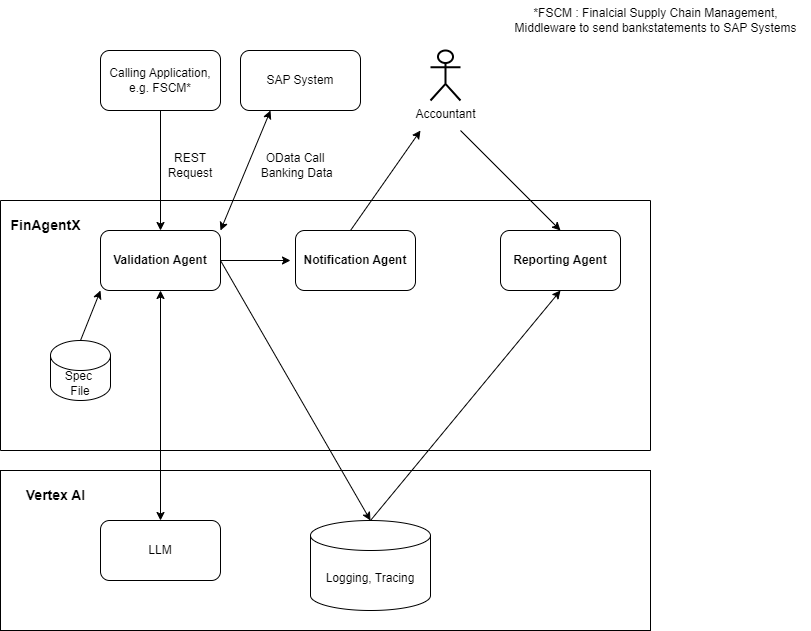 *FSCM : Finalcial Supply Chain Management,
Middleware to send bankstatements to SAP Systems
Calling Application,
e.g. FSCM*
SAP System
Accountant
REST
Request
OData Call
Banking Data
FinAgentX
Validation Agent
Notification Agent
Reporting Agent
Spec
File
Vertex AI
LLM
Logging, Tracing